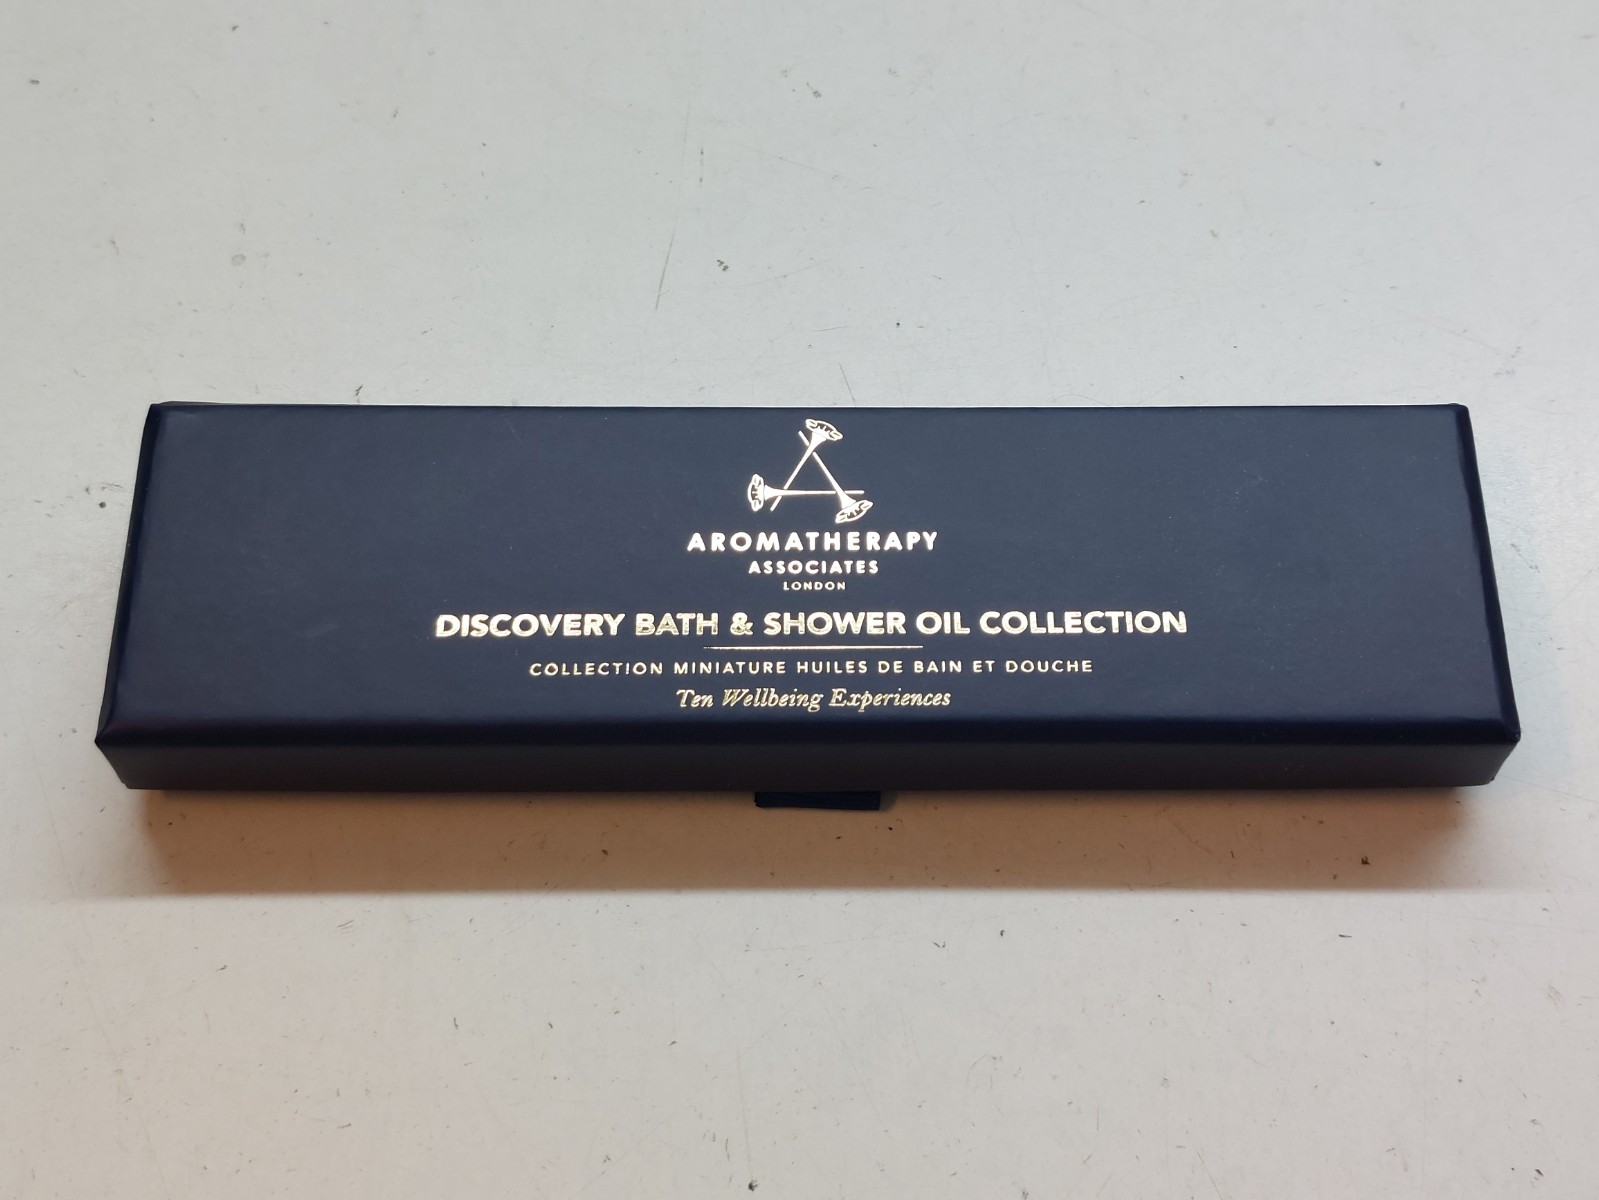 AROMATHERAPY
ASSOCIATES
LONDON
DISCOVERY BATH & SHOWER OIL COLLECTION
COLLECTION MINIATURE HUILES DE BAIN ET DOUCHE
Ten Wellbeing Experiences